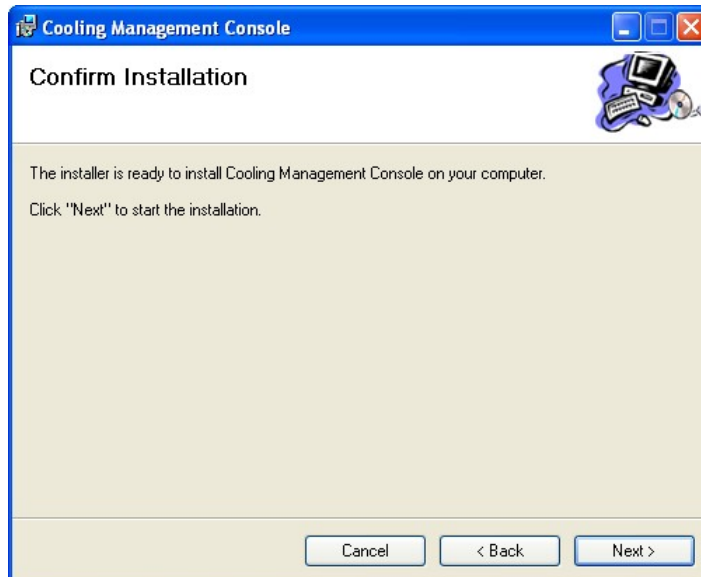 Cooling Management Console
Confirm Installation
The installer is ready to install Cooling Management Console on your computer.
Click "Next" to start the installation.
Cancel
< Back
Next >